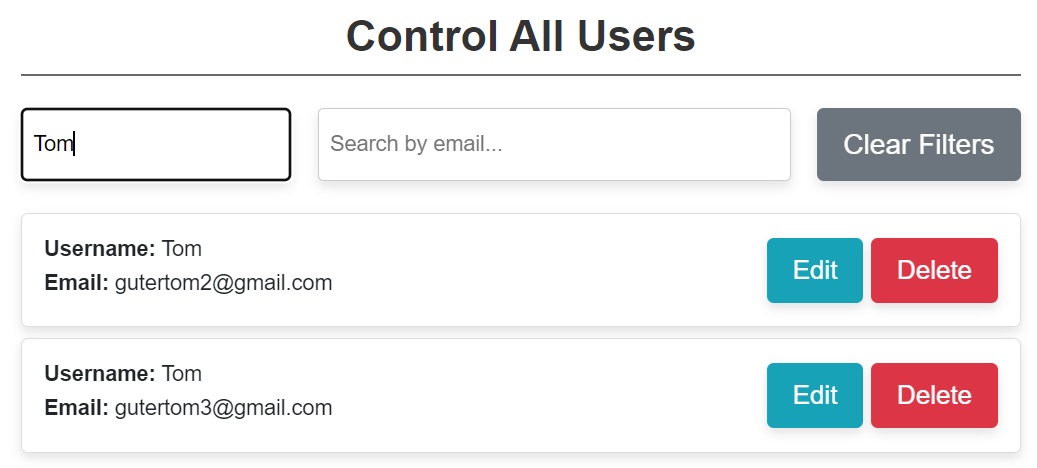 Control All Users
Tom
Search by email...
Clear Filters
Username: Tom
Email: gutertom2@gmail.com
Edit
Delete
Username: Tom
Email: gutertom3@gmail.com
Edit
Delete